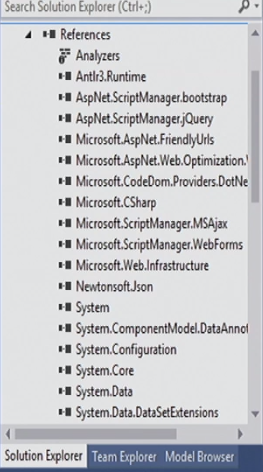 Search Solution Explorer (Ctrl+;)
References
Analyzers
Antlr3.Runtime
AspNet.ScriptManager.bootstrap
AspNet.ScriptManager.jQuery
Microsoft.AspNet.FriendlyUrls
Microsoft.AspNet.Web.Optimization.
Microsoft.CodeDom.Providers.DotNe
Microsoft.CSharp
Microsoft.ScriptManager.MSAjax
Microsoft.ScriptManager.WebForms
Microsoft.Web.Infrastructure
Newtonsoft.Json
System
System.ComponentModel.DataAnnot
System.Configuration
System.Core
System.Data
System.Data.DataSetExtensions
Solution Explorer Team Explorer Model Browser